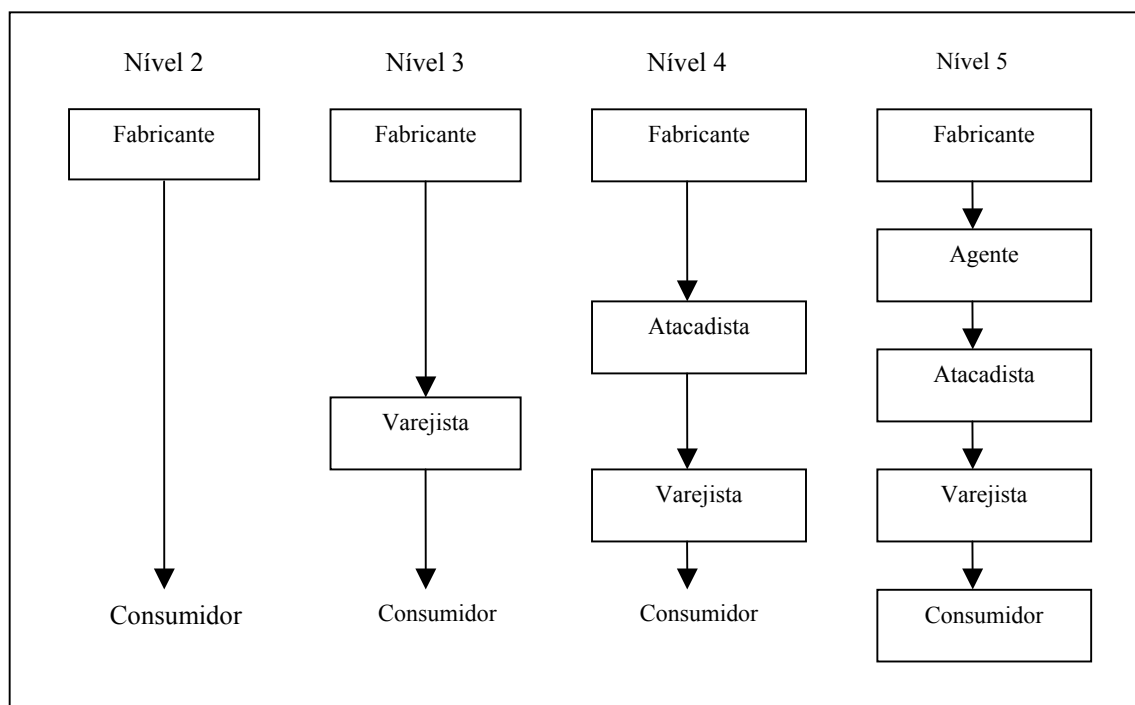 Nível 2
Nível 3
Nível 4
Nível 5
Fabricante
Fabricante
Fabricante
Fabricante
Agente
Atacadista
Atacadista
Varejista
Varejista
Varejista
Consumidor
Consumidor
Consumidor
Consumidor